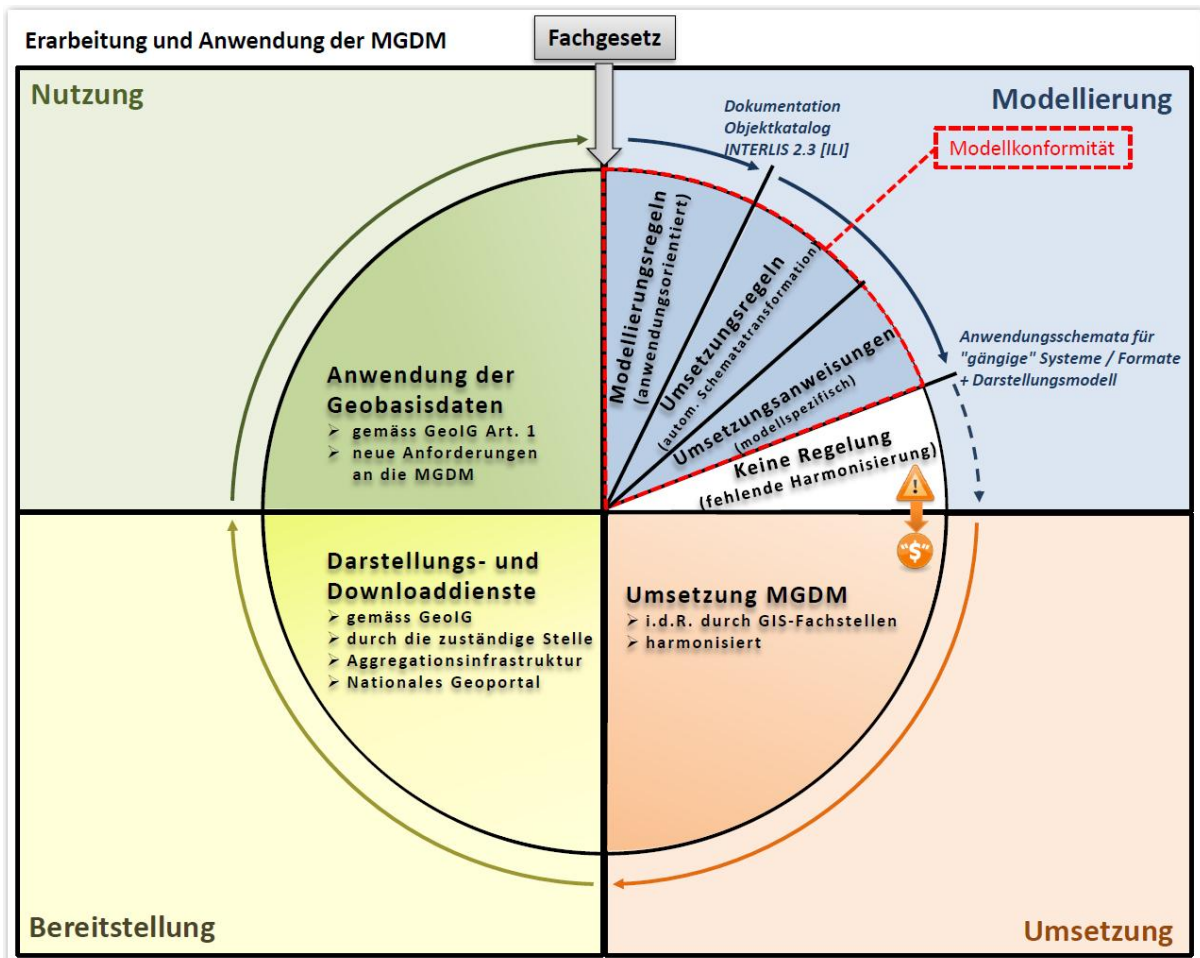 Erarbeitung und Anwendung der MGDM
Fachgesetz
Nutzung
Modellierung
Dokumentation
Objektkatalog
INTERLIS 2.3 [ILI]
Modellkonformität
Modellierungsregeln
(anwendungsorientiert)
Umsetzungsregeln
(autom. Schematatransformation)
Umsetzungsanweisungen
(modellspezifisch)
Keine Regelung
(fehlende Harmonisierung)
Anwendungsschemata für
"gängige" Systeme / Formate
+ Darstellungsmodell
Anwendung der
Geobasisdaten
➢ gemäss GeoIG Art. 1
➢ neue Anforderungen
an die MGDM
!
"$"
Darstellungs- und
Downloaddienste
➢ gemäss GeoIG
➢ durch die zuständige Stelle
➢ Aggregationsinfrastruktur
➢ Nationales Geoportal
Umsetzung MGDM
➢ i.d.R. durch GIS-Fachstellen
➢ harmonisiert
Bereitstellung
Umsetzung